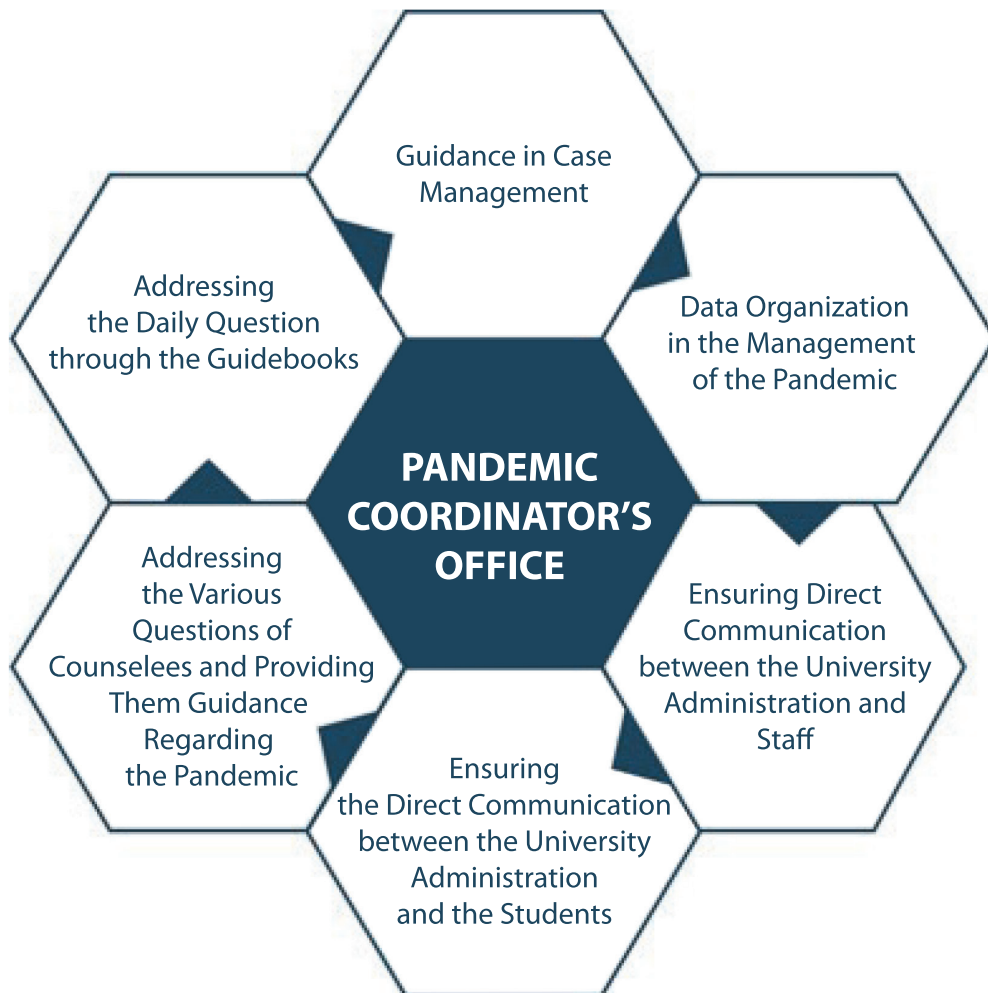 Guidance in Case
Management
Data Organization
in the Management
of the Pandemic
Ensuring Direct
Communication
between the University
Administration and
Staff
Ensuring
the Direct Communication
between the University
Administration
and the Students
Addressing
the Various
Questions of
Counselees and Providing
Them Guidance
Regarding
the Pandemic
Addressing
the Daily Question
through the Guidebooks
PANDEMIC
COORDINATOR'S
OFFICE